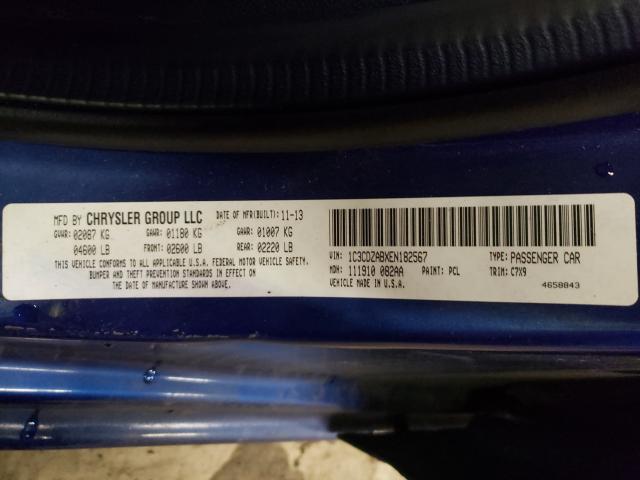 MFD BY CHRYSLER GROUP LLC DATE OF MFR(BUILT): 11-13
GVWR: 02087 KG GAWR: 01180 KG GAWR: 01007 KG
04600 LB FRONT: 02600 LB REAR: 02220 LB
THIS VEHICLE CONFORMS TO ALL APPLICABLE U.S.A. FEDERAL MOTOR VEHICLE SAFETY,
BUMPER AND THEFT PREVENTION STANDARDS IN EFFECT ON
THE DATE OF MANUFACTURE SHOWN ABOVE.
VIN: 1C3CDZABXEN182567 TYPE: PASSENGER CAR
MDH: 111910 082AA PAINT: PCL TRIM: C7X9
VEHICLE MADE IN U.S.A. 4658843